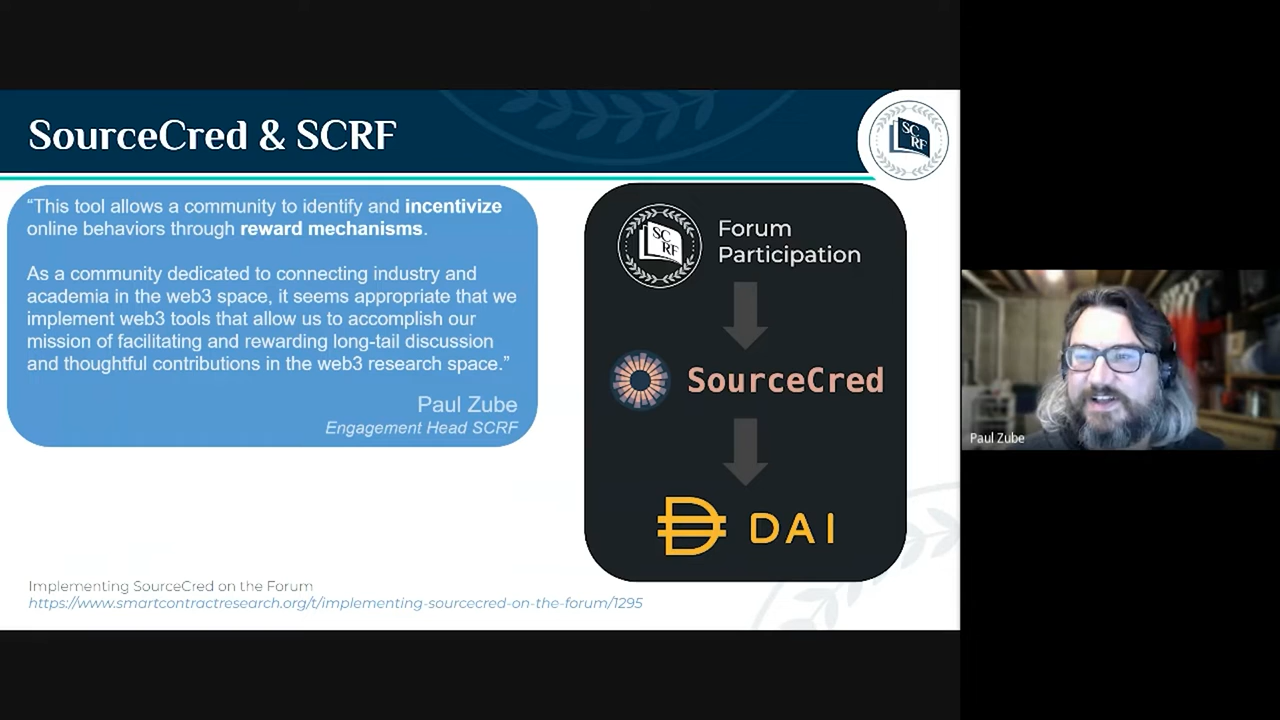 SourceCred & SCRF
SC
RF
“This tool allows a community to identify and incentivize
online behaviors through reward mechanisms.
As a community dedicated to connecting industry and
academia in the web3 space, it seems appropriate that we
implement web3 tools that allow us to accomplish our
mission of facilitating and rewarding long-tail discussion
and thoughtful contributions in the web3 research space.”
Paul Zube
Engagement Head SCRF
SC
RF
Forum
Participation
SourceCred
DAI
Implementing SourceCred on the Forum
https://www.smartcontractresearch.org/t/implementing-sourcecred-on-the-forum/1295
Paul Zube